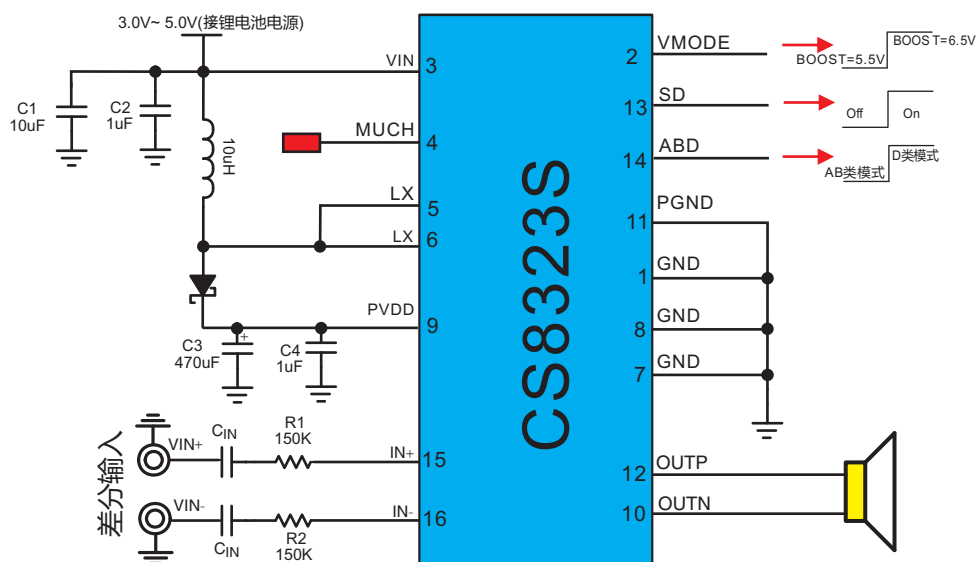 3.0V~ 5.0V(接锂电池电源)
C1
10uF
C2
1uF
10uH
VIN
3
MUCH
4
LX
5
LX
6
PVDD
9
C3
470uF
+
C4
1uF
差分输入
VIN+
CIN
R1
150K
IN+
15
VIN-
CIN
R2
150K
IN-
16
CS8323S
2
VMODE
BOOST=5.5V
BOOST=6.5V
13
SD
Off
On
14
ABD
AB类模式
D类模式
11
PGND
1
GND
8
GND
7
GND
12
OUTP
10
OUTN